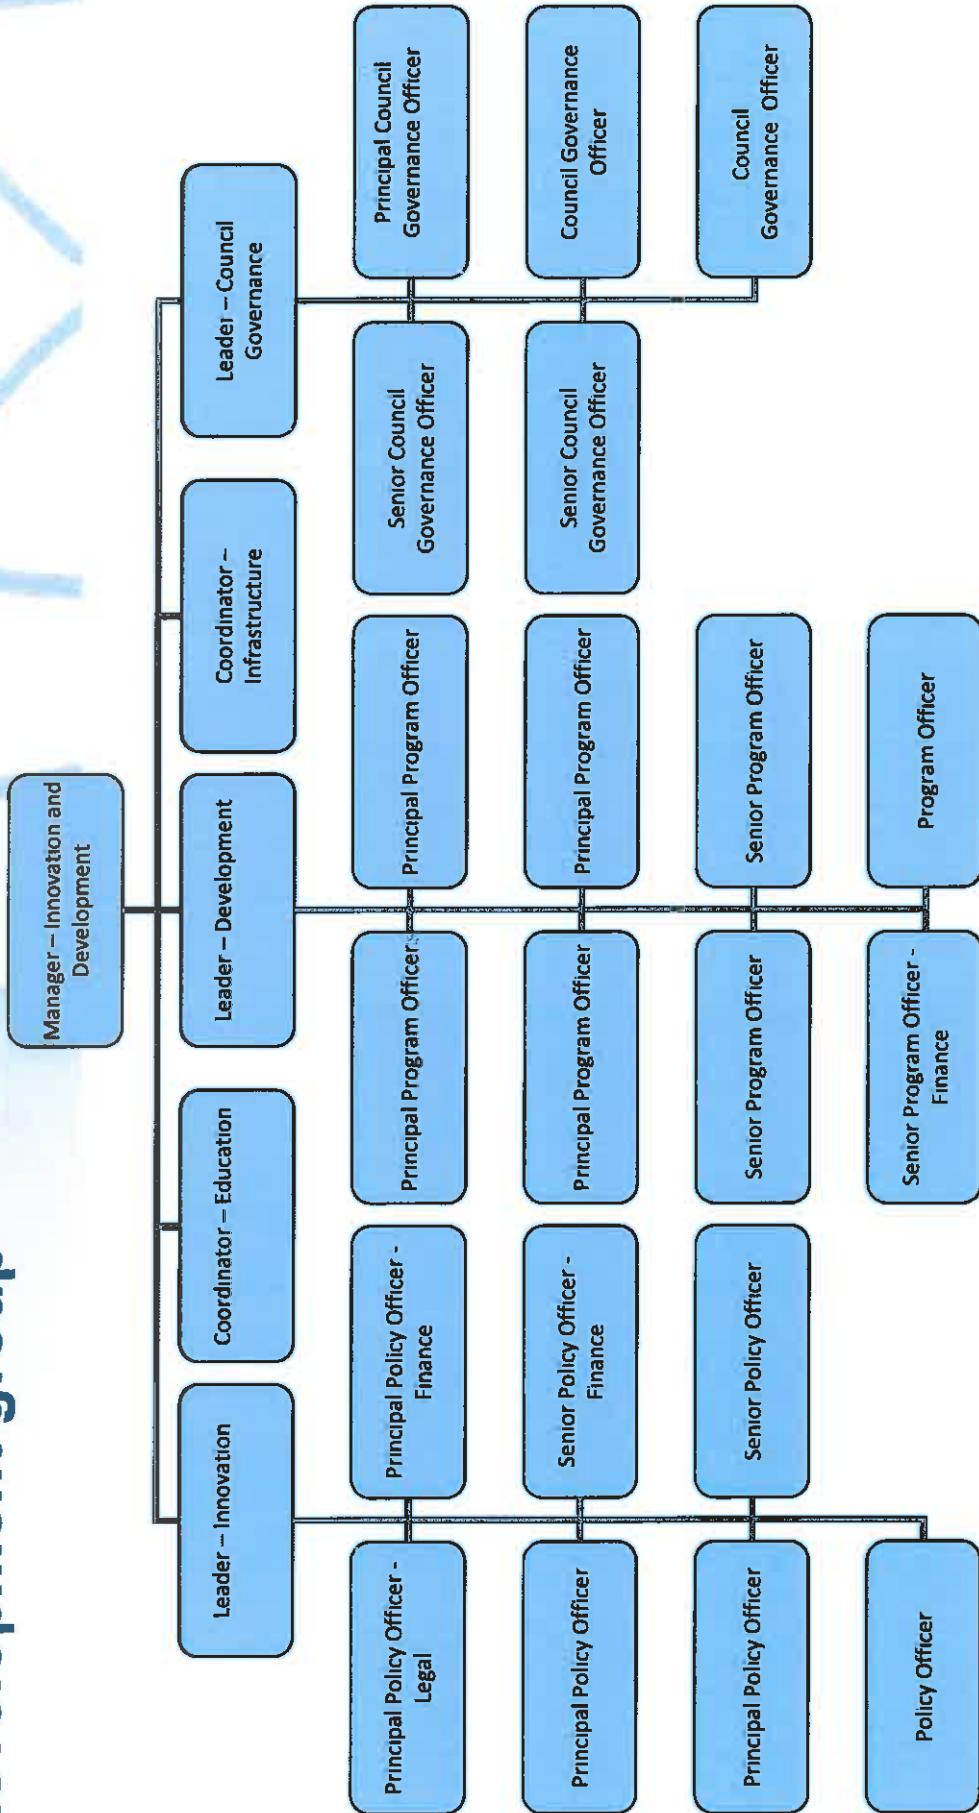 Manager – Innovation and
Development
Leader – Innovation
Coordinator – Education
Leader – Development
Coordinator –
Infrastructure
Leader – Council
Governance
Principal Policy Officer -
Legal
Principal Policy Officer -
Finance
Principal Program Officer
Principal Program Officer
Senior Council
Governance Officer
Principal Council
Governance Officer
Principal Policy Officer
Senior Policy Officer -
Finance
Principal Program Officer
Principal Program Officer
Senior Council
Governance Officer
Council Governance
Officer
Principal Policy Officer
Senior Policy Officer
Senior Program Officer
Senior Program Officer
Council
Governance Officer
Policy Officer
Senior Program Officer -
Finance
Program Officer